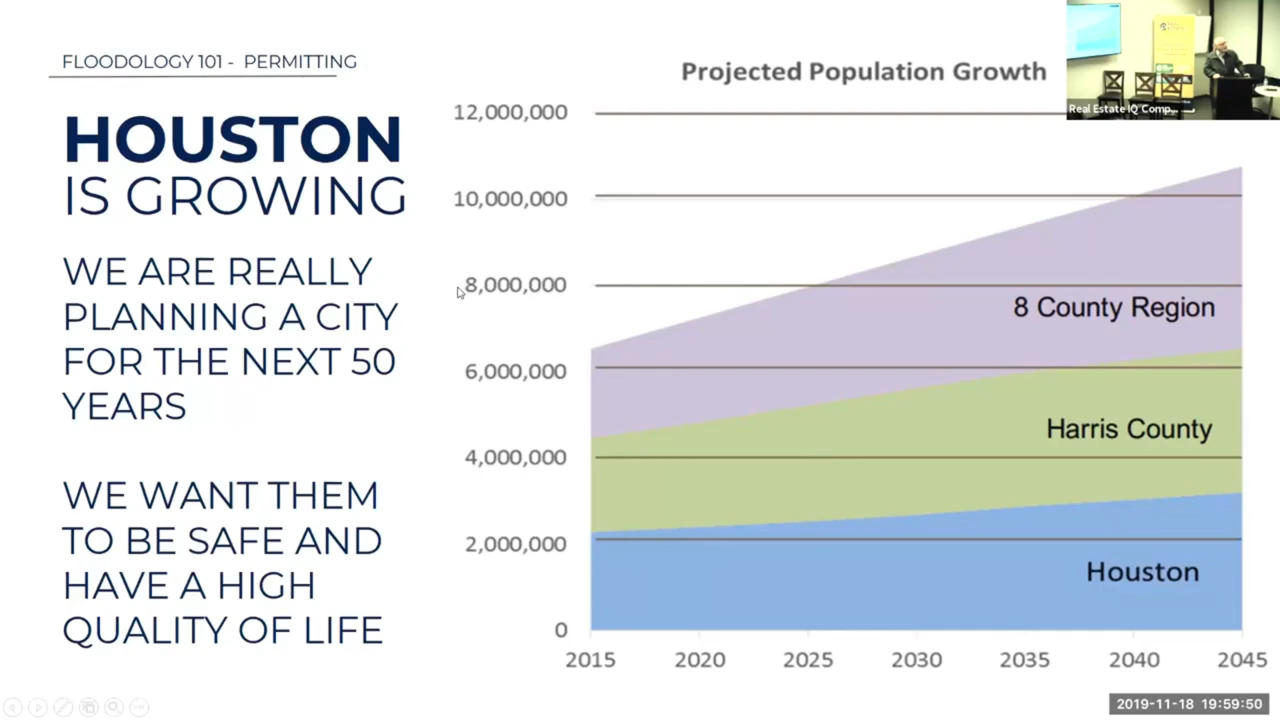 FLOODOLOGY 101 - PERMITTING
HOUSTON
IS GROWING
WE ARE REALLY
PLANNING A CITY
FOR THE NEXT 50
YEARS
WE WANT THEM
TO BE SAFE AND
HAVE A HIGH
QUALITY OF LIFE
Projected Population Growth
12,000,000
10,000,000
8,000,000
6,000,000
4,000,000
2,000,000
0
8 County Region
Harris County
Houston
2015 2020 2025 2030 2035 2040 2045
Real Estate IQ Comp...
2019-11-18 19:59:50